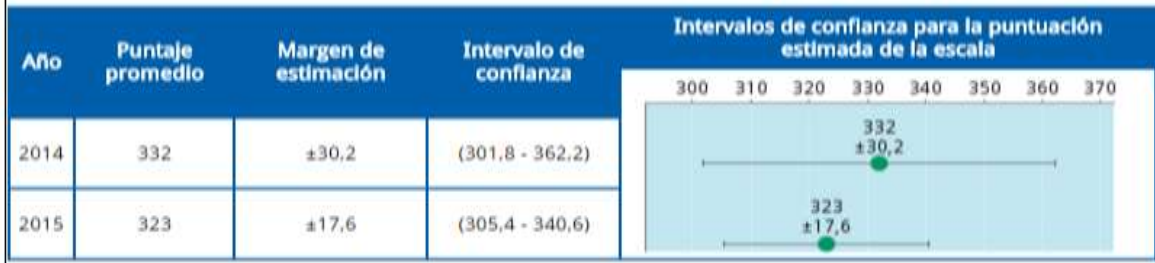 Año
Puntaje promedio
Margen de estimación
Intervalo de confianza
Intervalos de confianza para la puntuación
estimada de la escala
300 310 320 330 340 350 360 370
2014 332 ±30,2 (301,8 - 362,2)
332
±30,2
2015 323 ±17,6 (305,4 - 340,6)
323
±17,6